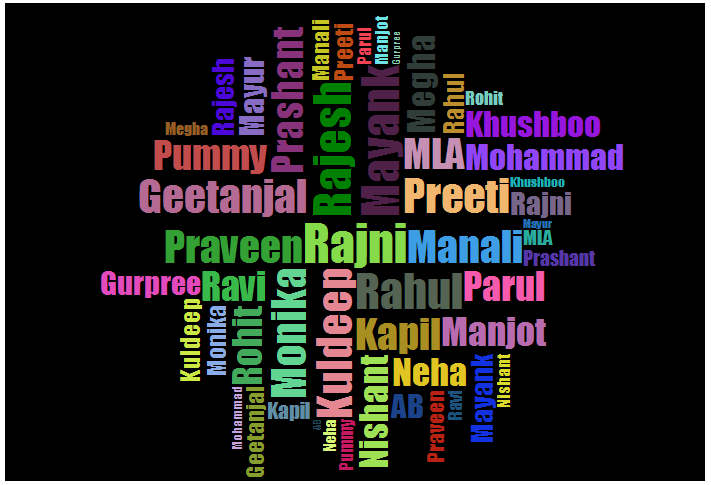 Manali
Preeti
Parul
Manjot
Gurpree
Prashant
Rajesh
Mayur
Rajesh
Mayank
Megha
Rahul
Rohit
Megha
Khushboo
Pummy
MLA
Mohammad
Geetanjal
Preeti
Khushboo
Rajni
Praveen
Rajni
Manali
Mayur
MLA
Prashant
Gurpree
Ravi
Monika
Kuldeep
Rahul
Parul
Kuldeep
Monika
Rohit
Kapil
Manjot
Nishant
Neha
Mayank
Nishant
Mohammad
Geetanjal
Kapil
AB
Neha
Pummy
AB
Praveen
Ravi